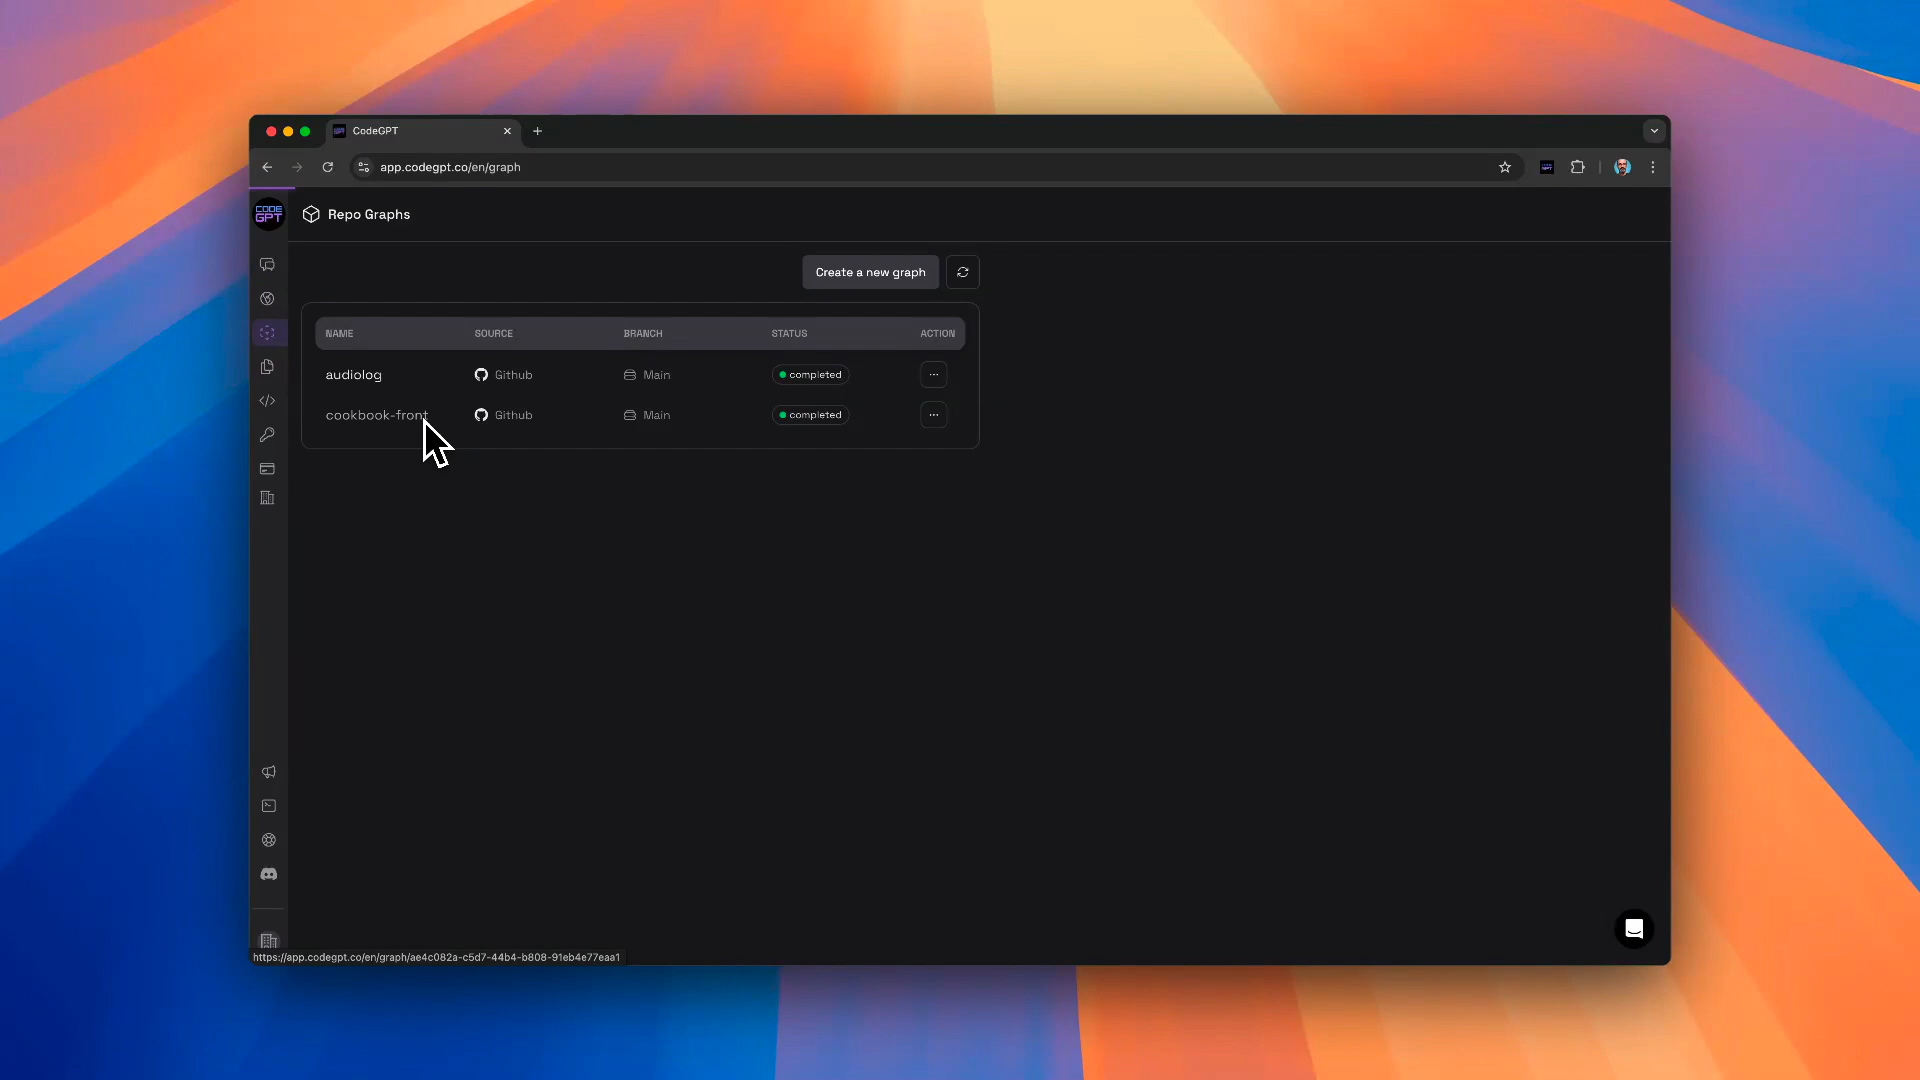 CodeGPT
app.codegpt.co/en/graph
CODE
GPT
Repo Graphs
Create a new graph
NAME SOURCE BRANCH STATUS ACTION
audiolog Github Main completed
cookbook-front Github Main completed
https://app.codegpt.co/en/graph/ae4c082a-c5d7-44b4-b808-91eb4e77eaa1